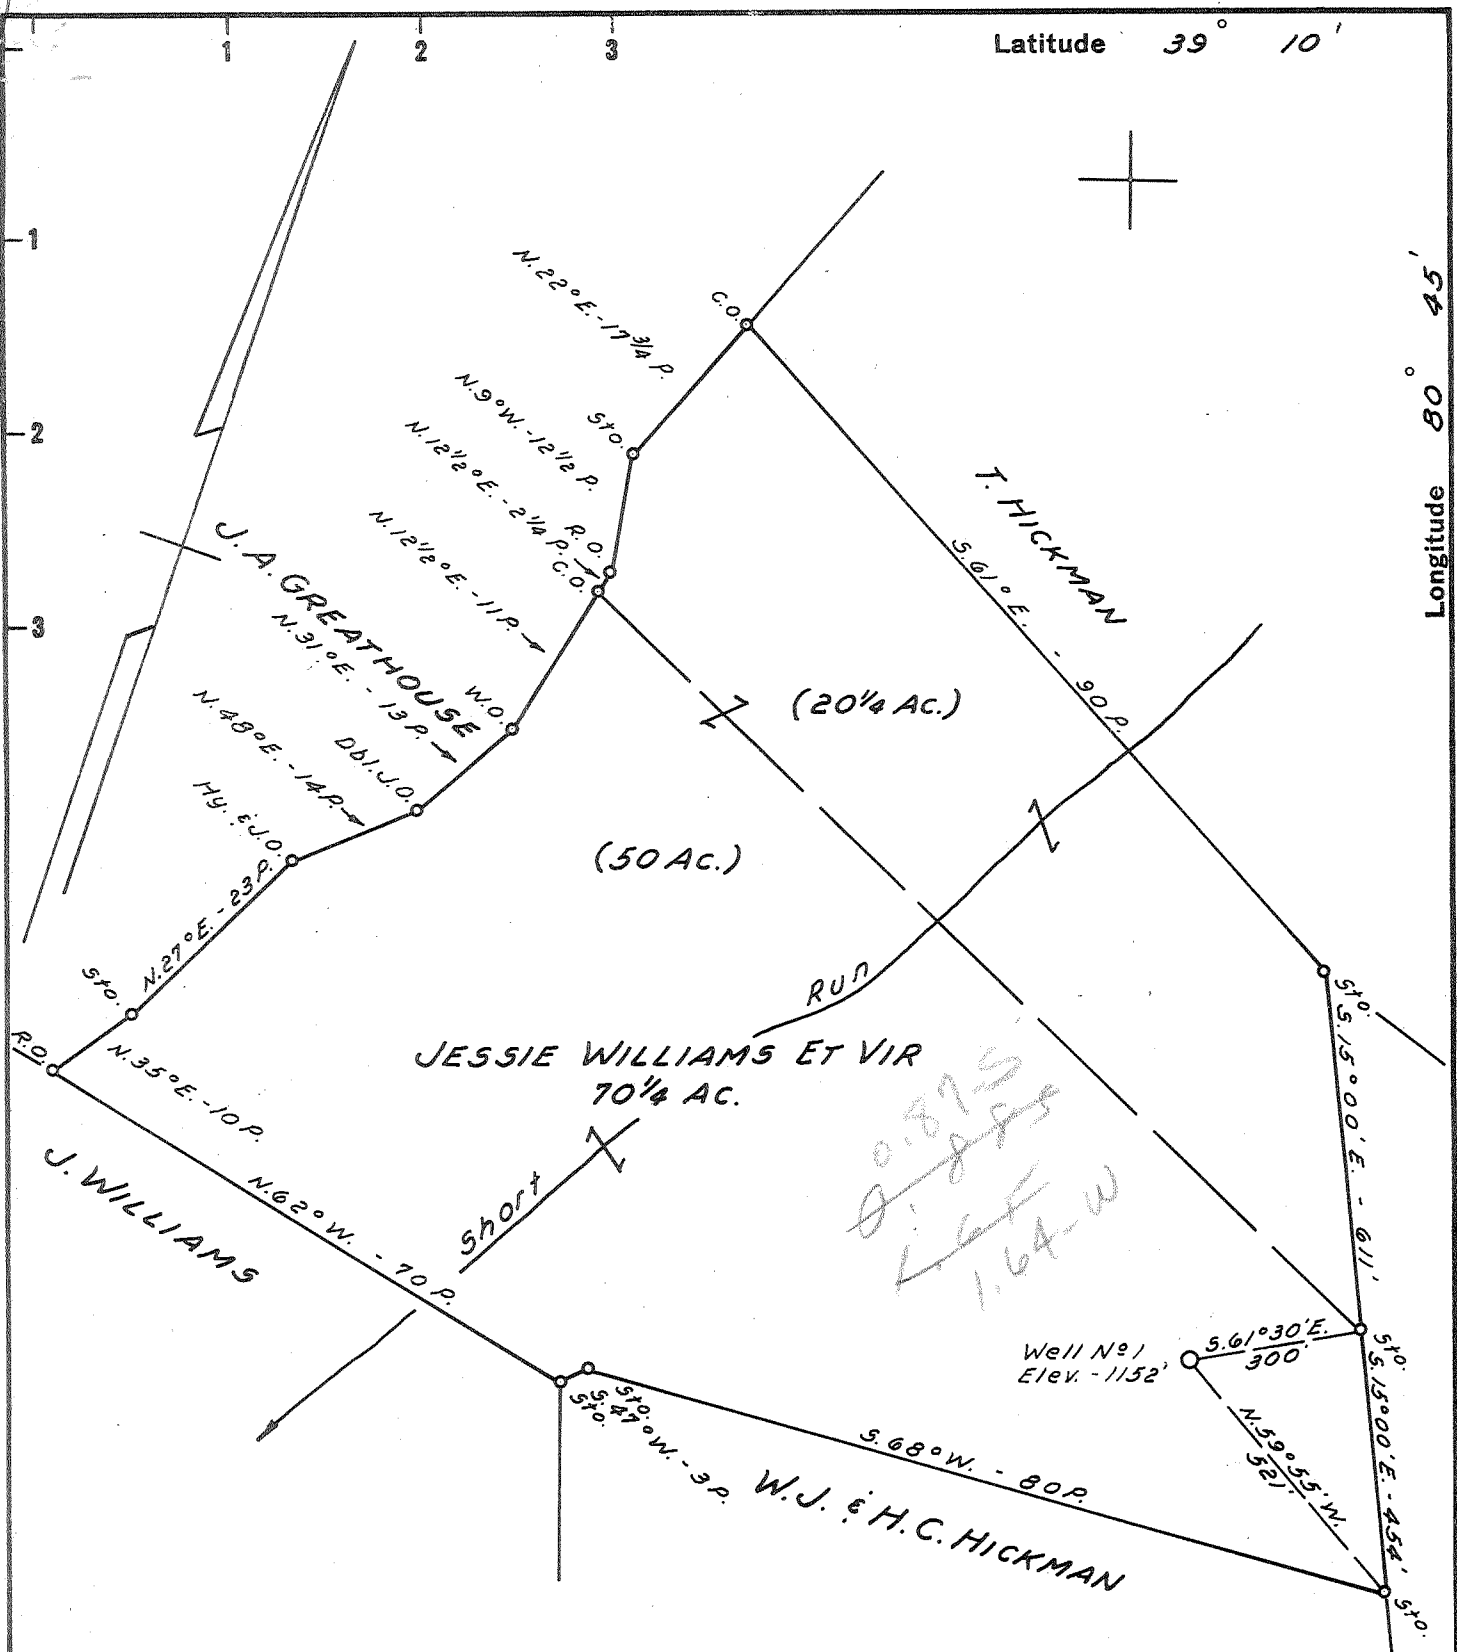 1 2 3
Latitude 39° 10'
1
2
3
Longitude 80° 45'
N.22°E.-17¾P.
C.O.
N.9°W.-12½P.
Sto.
N.12½°E.-2¼P.
R.O.
C.O.
N.12½°E.-11P.
J.A. GREATHOUSE
N.31°E.-13P.
W.O.
N.48°E.-14P.
Dbl.J.O.
Hy.&J.O.
N.27°E.-23P.
Sto.
R.O.
N.35°E.-10P.
T. HICKMAN
S.61°E. - 90P.
(20¼ AC.)
(50 AC.)
Run
JESSIE WILLIAMS ET VIR
70¼ AC.
Short
J. WILLIAMS
N.62°W. - 70P.
Sto.
S.15°00'E. - 611'
0.87-S
1.64-W
Well Nº 1
Elev. - 1152'
S.61°30'E.
300'
Sto.
S.15°00'E.-454'
N.59°55'W.
521'
Sto.
S.47°W.-3P.
Sto.
S.68°W. - 80P.
W.J. & H.C. HICKMAN
Sto.